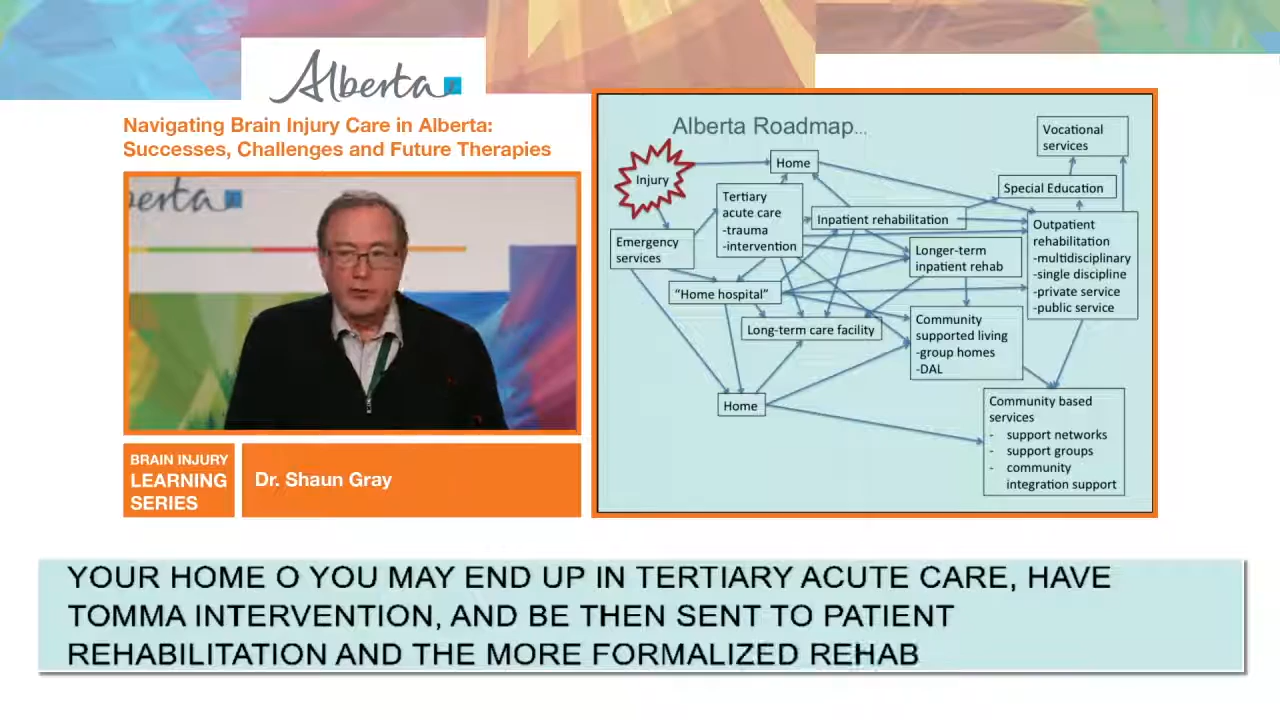 Alberta
Navigating Brain Injury Care in Alberta:
Successes, Challenges and Future Therapies
berta
BRAIN INJURY
LEARNING
SERIES
Dr. Shaun Gray
Alberta Roadmap...
Injury
Home
Vocational
services
Special Education
Tertiary
acute care
-trauma
-intervention
Inpatient rehabilitation
Outpatient
rehabilitation
-multidisciplinary
-single discipline
-private service
-public service
Emergency
services
Longer-term
inpatient rehab
"Home hospital"
Long-term care facility
Community
supported living
-group homes
-DAL
Home
Community based
services
- support networks
- support groups
- community
integration support
YOUR HOME O YOU MAY END UP IN TERTIARY ACUTE CARE, HAVE
TOMMA INTERVENTION, AND BE THEN SENT TO PATIENT
REHABILITATION AND THE MORE FORMALIZED REHAB